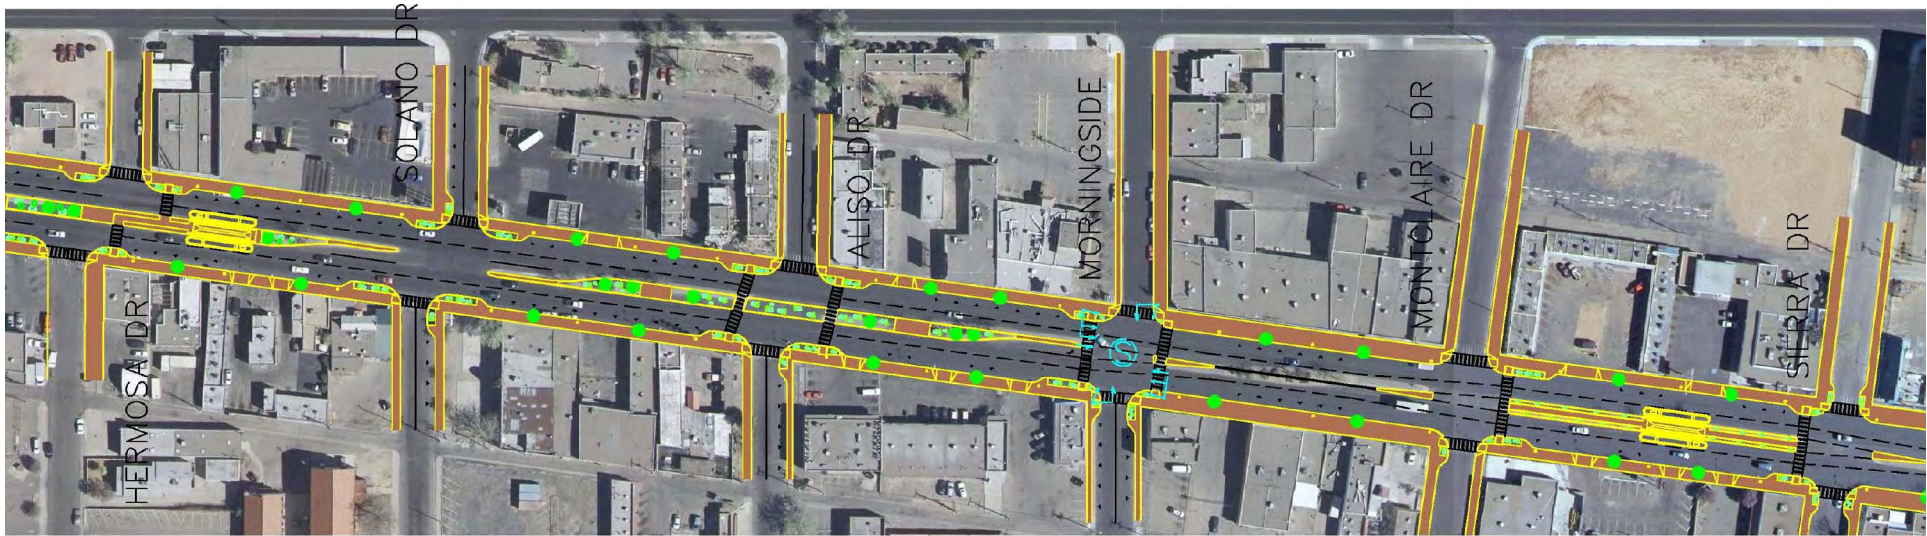 HERMOSA DR
SOLANO DR
ALISO DR
MORNINGSIDE
MONTCLAIRE DR
SIERRA DR
S